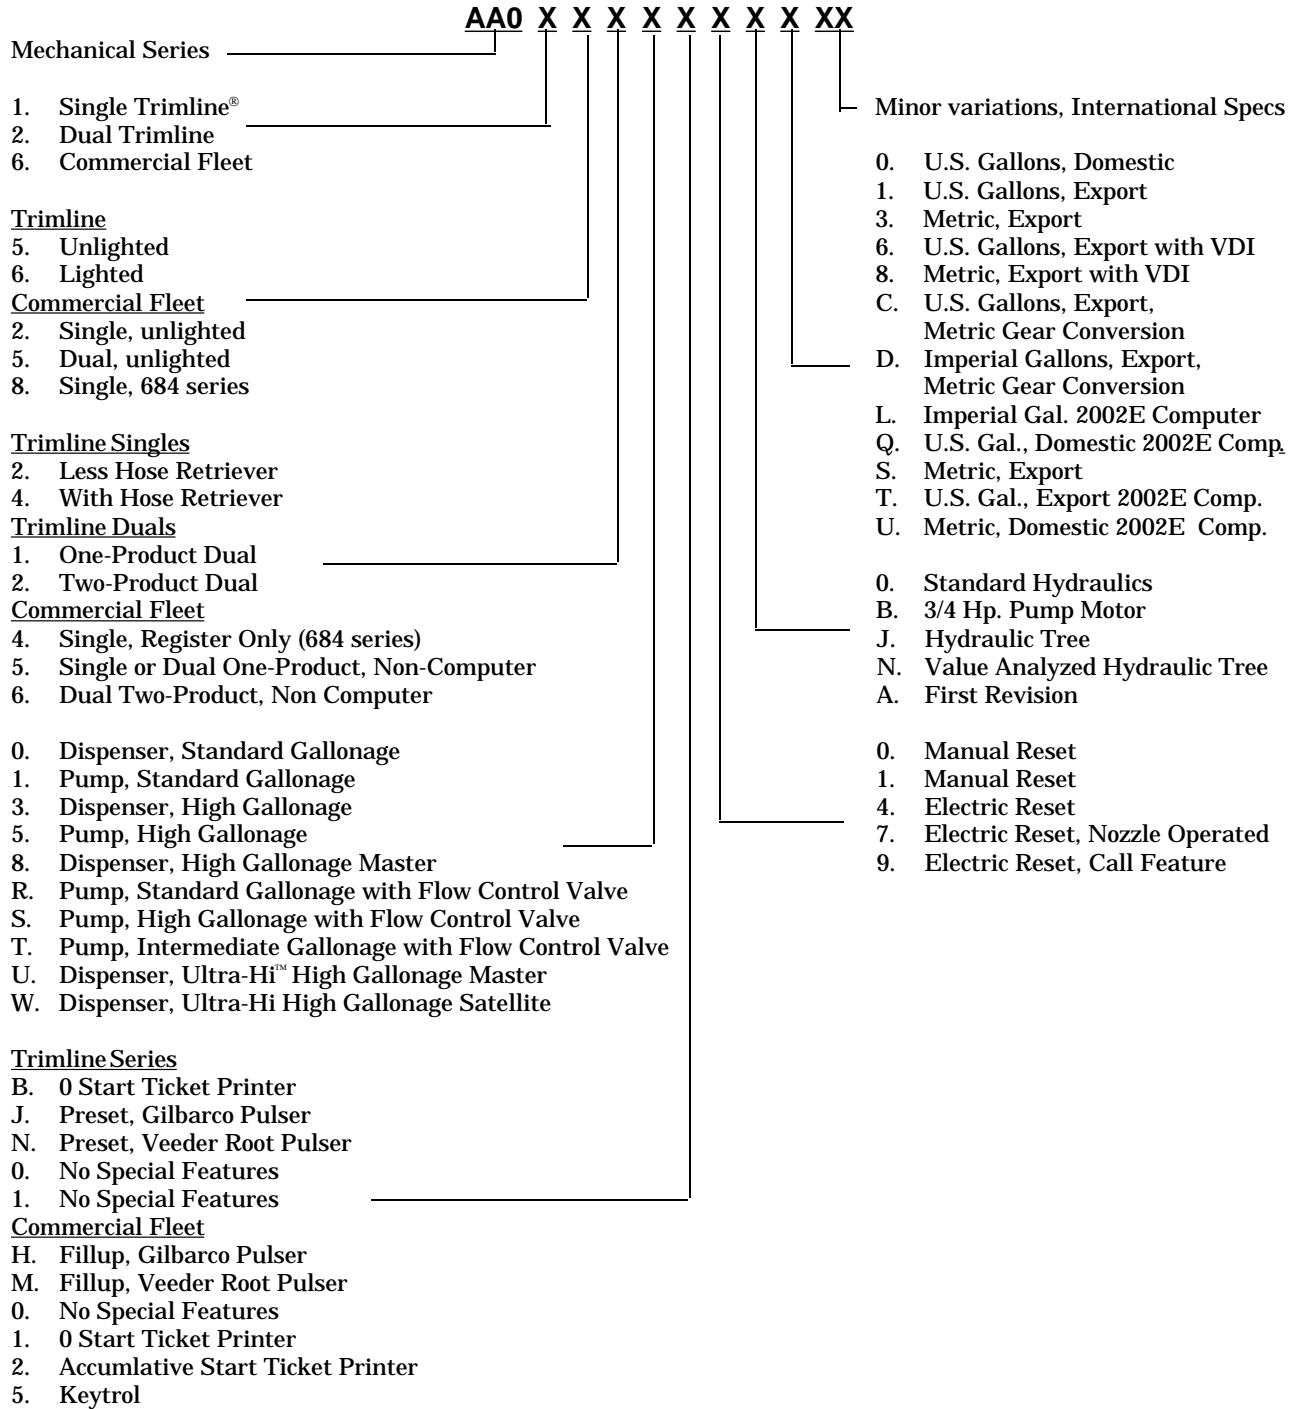 AA0 X X X X X X X X XX
Mechanical Series
1. Single Trimline®
2. Dual Trimline
6. Commercial Fleet
Trimline
5. Unlighted
6. Lighted
Commercial Fleet
2. Single, unlighted
5. Dual, unlighted
8. Single, 684 series
Trimline Singles
2. Less Hose Retriever
4. With Hose Retriever
Trimline Duals
1. One-Product Dual
2. Two-Product Dual
Commercial Fleet
4. Single, Register Only (684 series)
5. Single or Dual One-Product, Non-Computer
6. Dual Two-Product, Non Computer
0. Dispenser, Standard Gallonage
1. Pump, Standard Gallonage
3. Dispenser, High Gallonage
5. Pump, High Gallonage
8. Dispenser, High Gallonage Master
R. Pump, Standard Gallonage with Flow Control Valve
S. Pump, High Gallonage with Flow Control Valve
T. Pump, Intermediate Gallonage with Flow Control Valve
U. Dispenser, Ultra-Hi™ High Gallonage Master
W. Dispenser, Ultra-Hi High Gallonage Satellite
Trimline Series
B. 0 Start Ticket Printer
J. Preset, Gilbarco Pulser
N. Preset, Veeder Root Pulser
0. No Special Features
1. No Special Features
Commercial Fleet
H. Fillup, Gilbarco Pulser
M. Fillup, Veeder Root Pulser
0. No Special Features
1. 0 Start Ticket Printer
2. Accumlative Start Ticket Printer
5. Keytrol
Minor variations, International Specs
0. U.S. Gallons, Domestic
1. U.S. Gallons, Export
3. Metric, Export
6. U.S. Gallons, Export with VDI
8. Metric, Export with VDI
C. U.S. Gallons, Export,
Metric Gear Conversion
D. Imperial Gallons, Export,
Metric Gear Conversion
L. Imperial Gal. 2002E Computer
Q. U.S. Gal., Domestic 2002E Comp.
S. Metric, Export
T. U.S. Gal., Export 2002E Comp.
U. Metric, Domestic 2002E Comp.
0. Standard Hydraulics
B. 3/4 Hp. Pump Motor
J. Hydraulic Tree
N. Value Analyzed Hydraulic Tree
A. First Revision
0. Manual Reset
1. Manual Reset
4. Electric Reset
7. Electric Reset, Nozzle Operated
9. Electric Reset, Call Feature